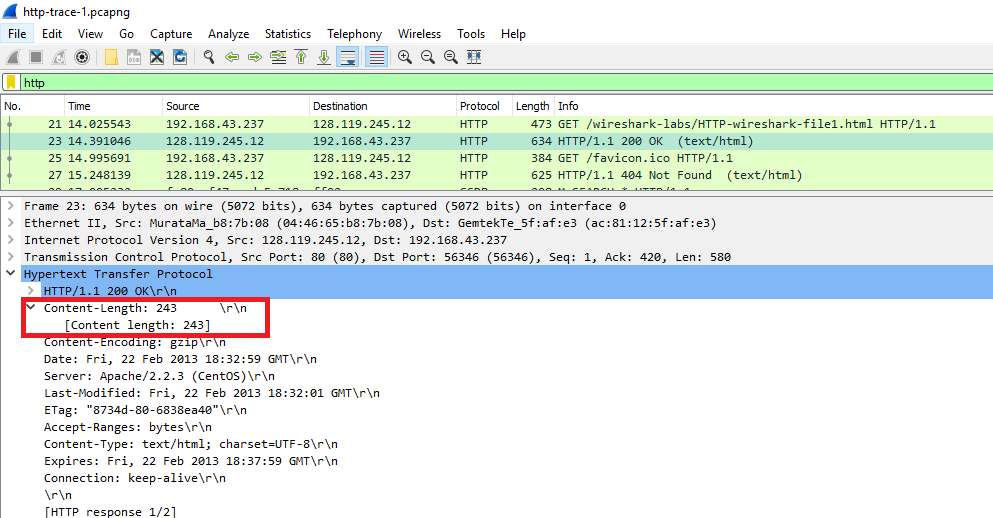 http-trace-1.pcapng
File Edit View Go Capture Analyze Statistics Telephony Wireless Tools Help
http
No. Time Source Destination Protocol Length Info
21 14.025543 192.168.43.237 128.119.245.12 HTTP 473 GET /wireshark-labs/HTTP-wireshark-file1.html HTTP/1.1
23 14.391046 128.119.245.12 192.168.43.237 HTTP 634 HTTP/1.1 200 OK (text/html)
25 14.995691 192.168.43.237 128.119.245.12 HTTP 384 GET /favicon.ico HTTP/1.1
27 15.248139 128.119.245.12 192.168.43.237 HTTP 625 HTTP/1.1 404 Not Found (text/html)
Frame 23: 634 bytes on wire (5072 bits), 634 bytes captured (5072 bits) on interface 0
Ethernet II, Src: MurataMa_b8:7b:08 (04:46:65:b8:7b:08), Dst: GemtekTe_5f:af:e3 (ac:81:12:5f:af:e3)
Internet Protocol Version 4, Src: 128.119.245.12, Dst: 192.168.43.237
Transmission Control Protocol, Src Port: 80 (80), Dst Port: 56346 (56346), Seq: 1, Ack: 420, Len: 580
Hypertext Transfer Protocol
HTTP/1.1 200 OK\r\n
Content-Length: 243 \r\n
[Content length: 243]
Content-Encoding: gzip\r\n
Date: Fri, 22 Feb 2013 18:32:59 GMT\r\n
Server: Apache/2.2.3 (CentOS)\r\n
Last-Modified: Fri, 22 Feb 2013 18:32:01 GMT\r\n
ETag: "8734d-80-6838ea40"\r\n
Accept-Ranges: bytes\r\n
Content-Type: text/html; charset=UTF-8\r\n
Expires: Fri, 22 Feb 2013 18:37:59 GMT\r\n
Connection: keep-alive\r\n
\r\n
[HTTP response 1/2]